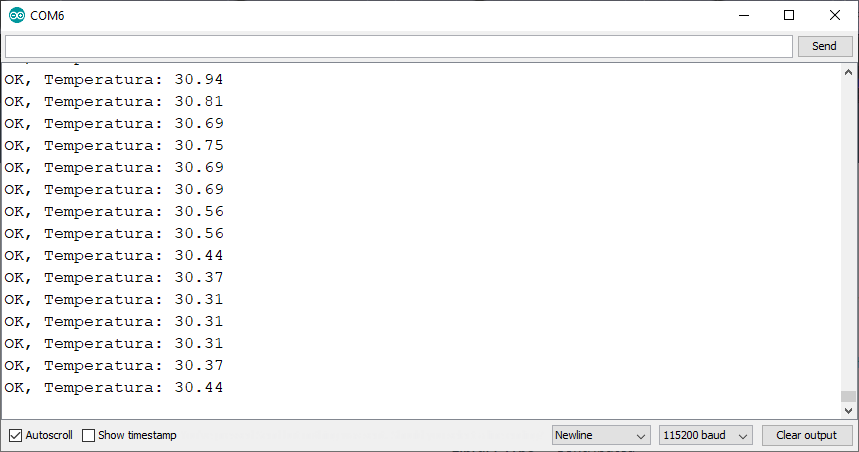 COM6
Send
OK, Temperatura: 30.94
OK, Temperatura: 30.81
OK, Temperatura: 30.69
OK, Temperatura: 30.75
OK, Temperatura: 30.69
OK, Temperatura: 30.69
OK, Temperatura: 30.56
OK, Temperatura: 30.56
OK, Temperatura: 30.44
OK, Temperatura: 30.37
OK, Temperatura: 30.31
OK, Temperatura: 30.31
OK, Temperatura: 30.31
OK, Temperatura: 30.37
OK, Temperatura: 30.44
Autoscroll Show timestamp Newline 115200 baud Clear output